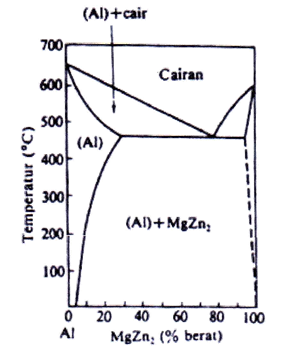 (Al)+cair
700
600
500
400
300
200
100
Temperatur (°C)
Cairan
(Al)
(Al)+MgZn₂
0 20 40 60 80 100
Al MgZn₂ (% berat)